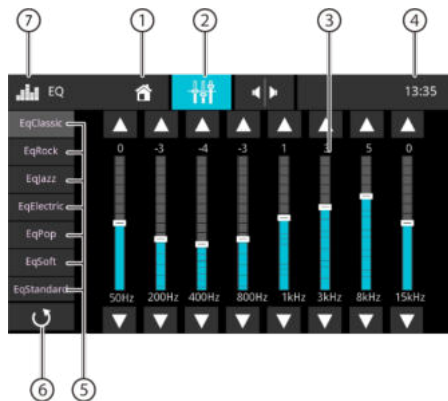 7 1 2 3 4
EQ 13:35
EqClassic
EqRock
EqJazz
EqElectric
EqPop
EqSoft
EqStandard
0 -3 -4 -3 1 3 5 0
50Hz 200Hz 400Hz 800Hz 1kHz 3kHz 8kHz 15kHz
6 5